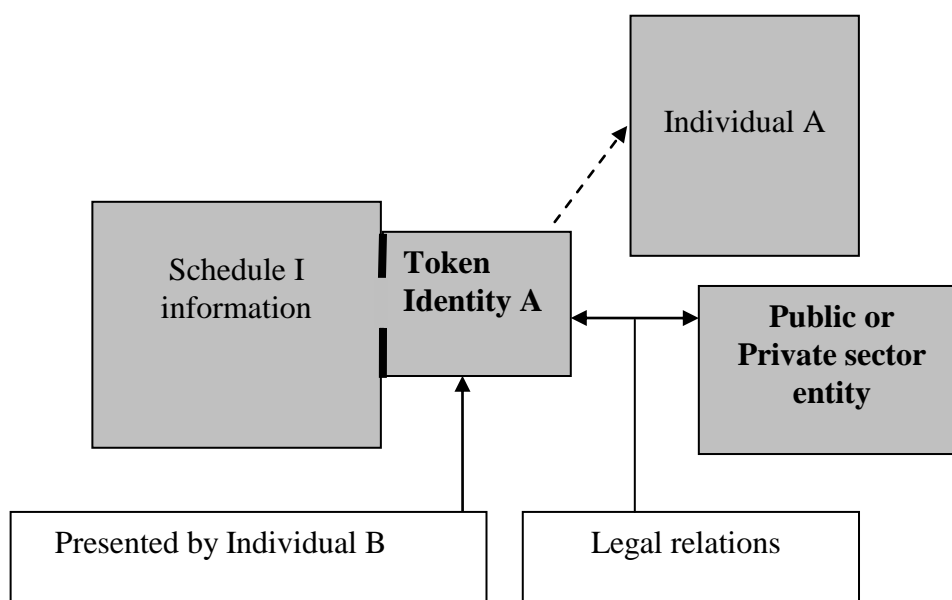 Individual A
Schedule I
information
Token
Identity A
Public or
Private sector
entity
Presented by Individual B
Legal relations